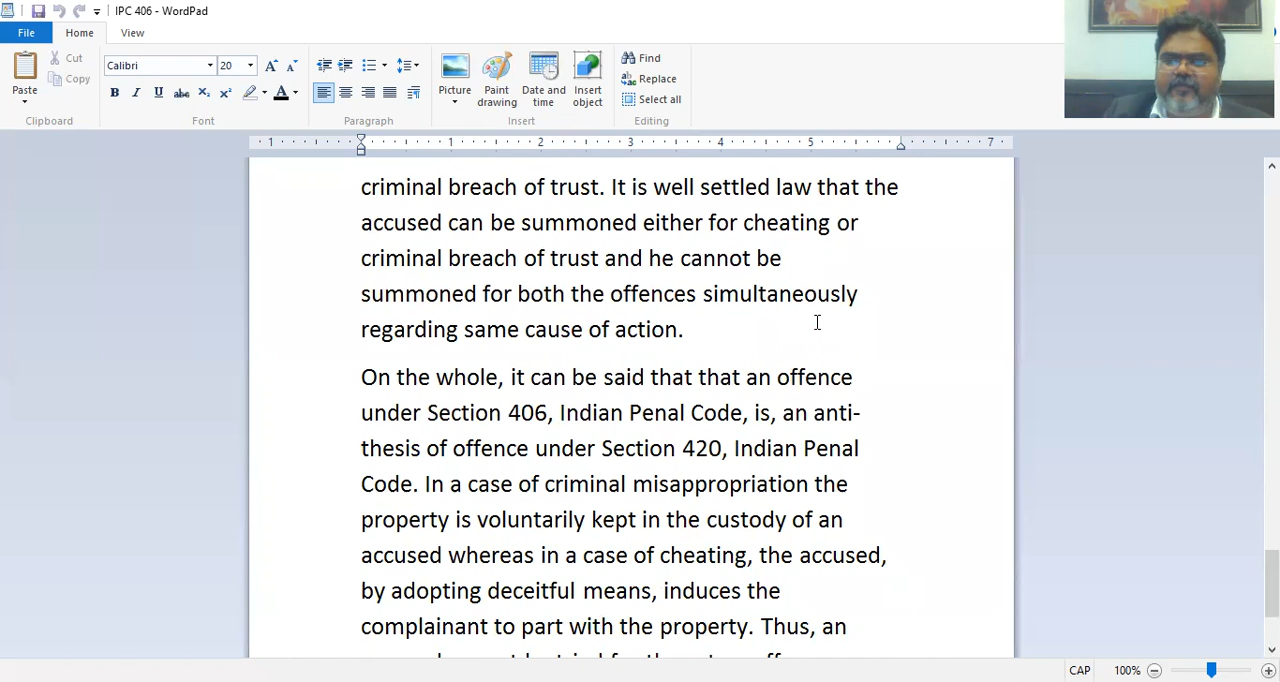 IPC 406 - WordPad
File Home View
Cut
Copy
Paste
Calibri 20
Picture
Paint
drawing
Date and
time
Insert
object
Find
Replace
Select all
Clipboard Font Paragraph Insert Editing
1 1 2 3 4 5 7
criminal breach of trust. It is well settled law that the
accused can be summoned either for cheating or
criminal breach of trust and he cannot be
summoned for both the offences simultaneously
regarding same cause of action.
On the whole, it can be said that that an offence
under Section 406, Indian Penal Code, is, an anti-
thesis of offence under Section 420, Indian Penal
Code. In a case of criminal misappropriation the
property is voluntarily kept in the custody of an
accused whereas in a case of cheating, the accused,
by adopting deceitful means, induces the
complainant to part with the property. Thus, an
CAP 100%